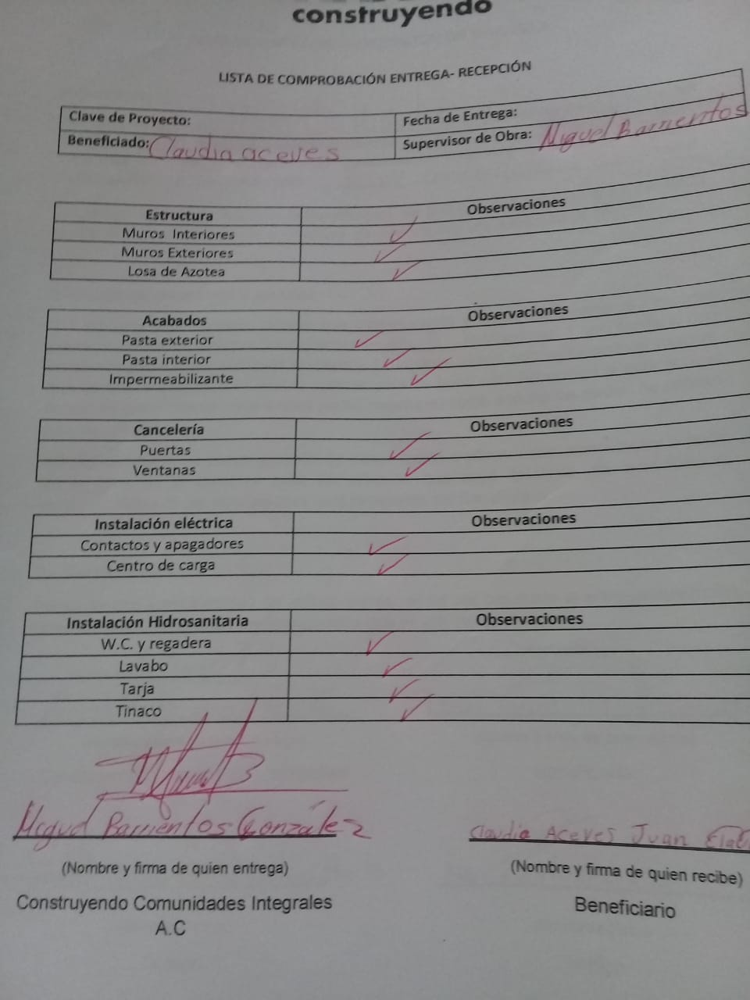 construyendo
LISTA DE COMPROBACIÓN ENTREGA- RECEPCIÓN
Clave de Proyecto:
Fecha de Entrega:
Beneficiado: Claudia aceves
Supervisor de Obra: Miguel Barrientos
Estructura Observaciones
Muros Interiores ✓
Muros Exteriores ✓
Losa de Azotea ✓
Acabados Observaciones
Pasta exterior ✓
Pasta interior ✓
Impermeabilizante ✓
Cancelería Observaciones
Puertas ✓
Ventanas ✓
Instalación eléctrica Observaciones
Contactos y apagadores ✓
Centro de carga ✓
Instalación Hidrosanitaria Observaciones
W.C. y regadera ✓
Lavabo ✓
Tarja ✓
Tinaco ✓
Miguel Barrientos González
(Nombre y firma de quien entrega)
Construyendo Comunidades Integrales
A.C
Claudia Aceves Juan
(Nombre y firma de quien recibe)
Beneficiario